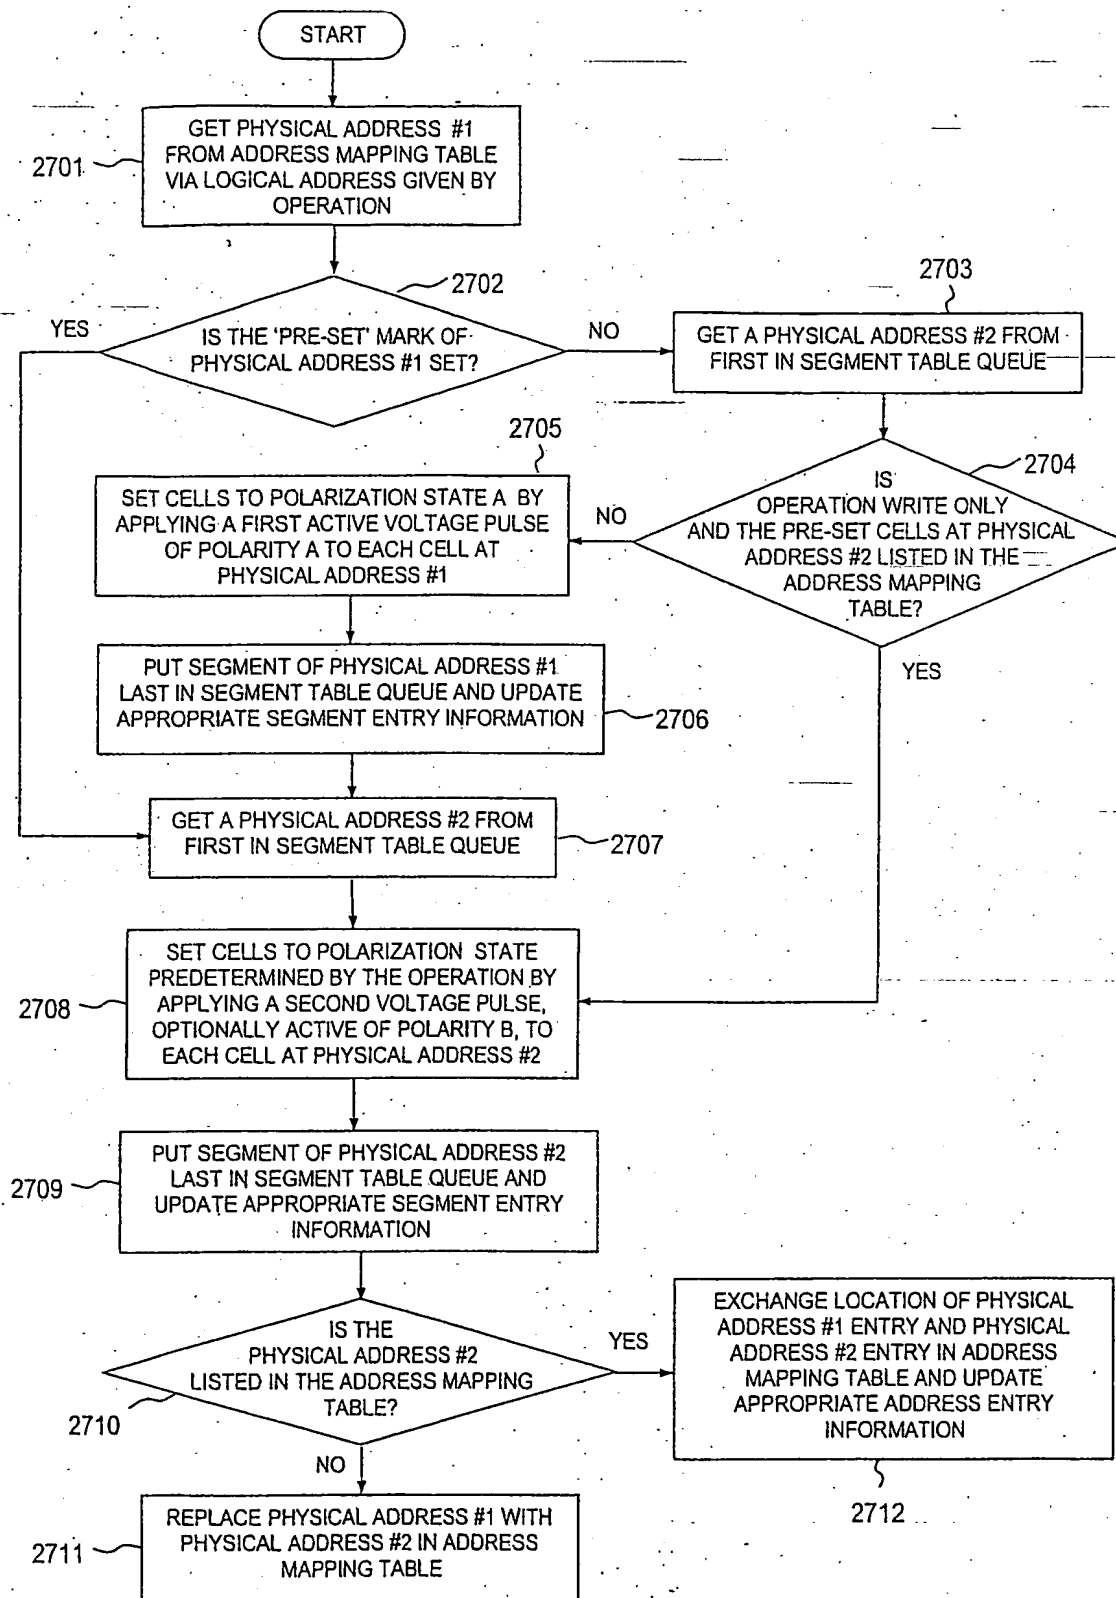 START
GET PHYSICAL ADDRESS #1
FROM ADDRESS MAPPING TABLE
VIA LOGICAL ADDRESS GIVEN BY
OPERATION
2701
2702
IS THE 'PRE-SET' MARK OF
PHYSICAL ADDRESS #1 SET?
YES
NO
2703
GET A PHYSICAL ADDRESS #2 FROM
FIRST IN SEGMENT TABLE QUEUE
2704
IS
OPERATION WRITE ONLY
AND THE PRE-SET CELLS AT PHYSICAL
ADDRESS #2 LISTED IN THE
ADDRESS MAPPING
TABLE?
NO
YES
2705
SET CELLS TO POLARIZATION STATE A BY
APPLYING A FIRST ACTIVE VOLTAGE PULSE
OF POLARITY A TO EACH CELL AT
PHYSICAL ADDRESS #1
PUT SEGMENT OF PHYSICAL ADDRESS #1
LAST IN SEGMENT TABLE QUEUE AND UPDATE
APPROPRIATE SEGMENT ENTRY INFORMATION
2706
GET A PHYSICAL ADDRESS #2 FROM
FIRST IN SEGMENT TABLE QUEUE
2707
SET CELLS TO POLARIZATION STATE
PREDETERMINED BY THE OPERATION BY
APPLYING A SECOND VOLTAGE PULSE,
OPTIONALLY ACTIVE OF POLARITY B, TO
EACH CELL AT PHYSICAL ADDRESS #2
2708
PUT SEGMENT OF PHYSICAL ADDRESS #2
LAST IN SEGMENT TABLE QUEUE AND
UPDATE APPROPRIATE SEGMENT ENTRY
INFORMATION
2709
IS THE
PHYSICAL ADDRESS #2
LISTED IN THE ADDRESS MAPPING
TABLE?
2710
YES
NO
EXCHANGE LOCATION OF PHYSICAL
ADDRESS #1 ENTRY AND PHYSICAL
ADDRESS #2 ENTRY IN ADDRESS
MAPPING TABLE AND UPDATE
APPROPRIATE ADDRESS ENTRY
INFORMATION
2712
REPLACE PHYSICAL ADDRESS #1 WITH
PHYSICAL ADDRESS #2 IN ADDRESS
MAPPING TABLE
2711